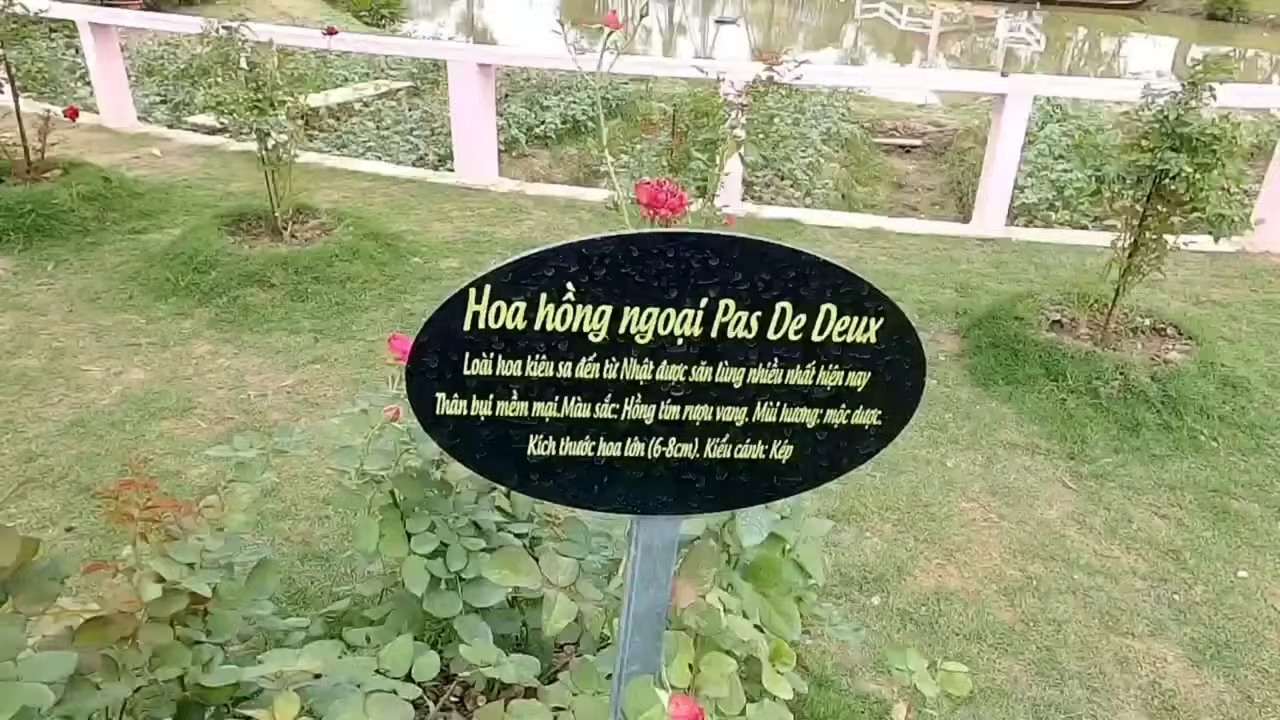 Hoa hồng ngoại Pas De Deux
Loài hoa kiêu sa đến từ Nhật được săn lùng nhiều nhất hiện nay
Thân bụi mềm mại.Màu sắc: Hồng tím rượu vang. Mùi hương: mộc dược.
Kích thước hoa lớn (6-8cm). Kiểu cánh: Kép